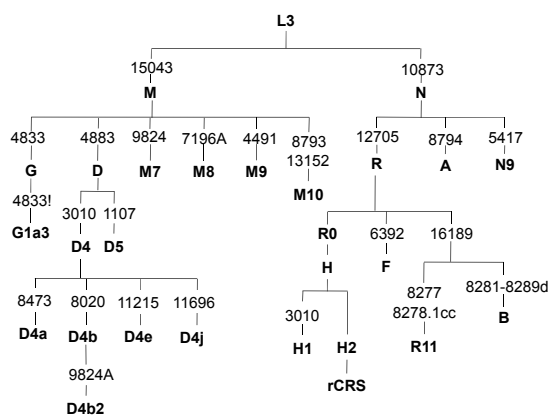 L3
15043 10873
M N
4833 4883 9824 7196A 4491 8793 12705 8794 5417
13152
G D M7 M8 M9 M10 R A N9
4833! 3010 1107
G1a3 D4 D5
R0 6392 16189
H F
8473 8020 11215 11696
D4a D4b D4e D4j
3010 8277 8281-8289d
8278.1cc B
H1 H2 R11
9824A rCRS
D4b2